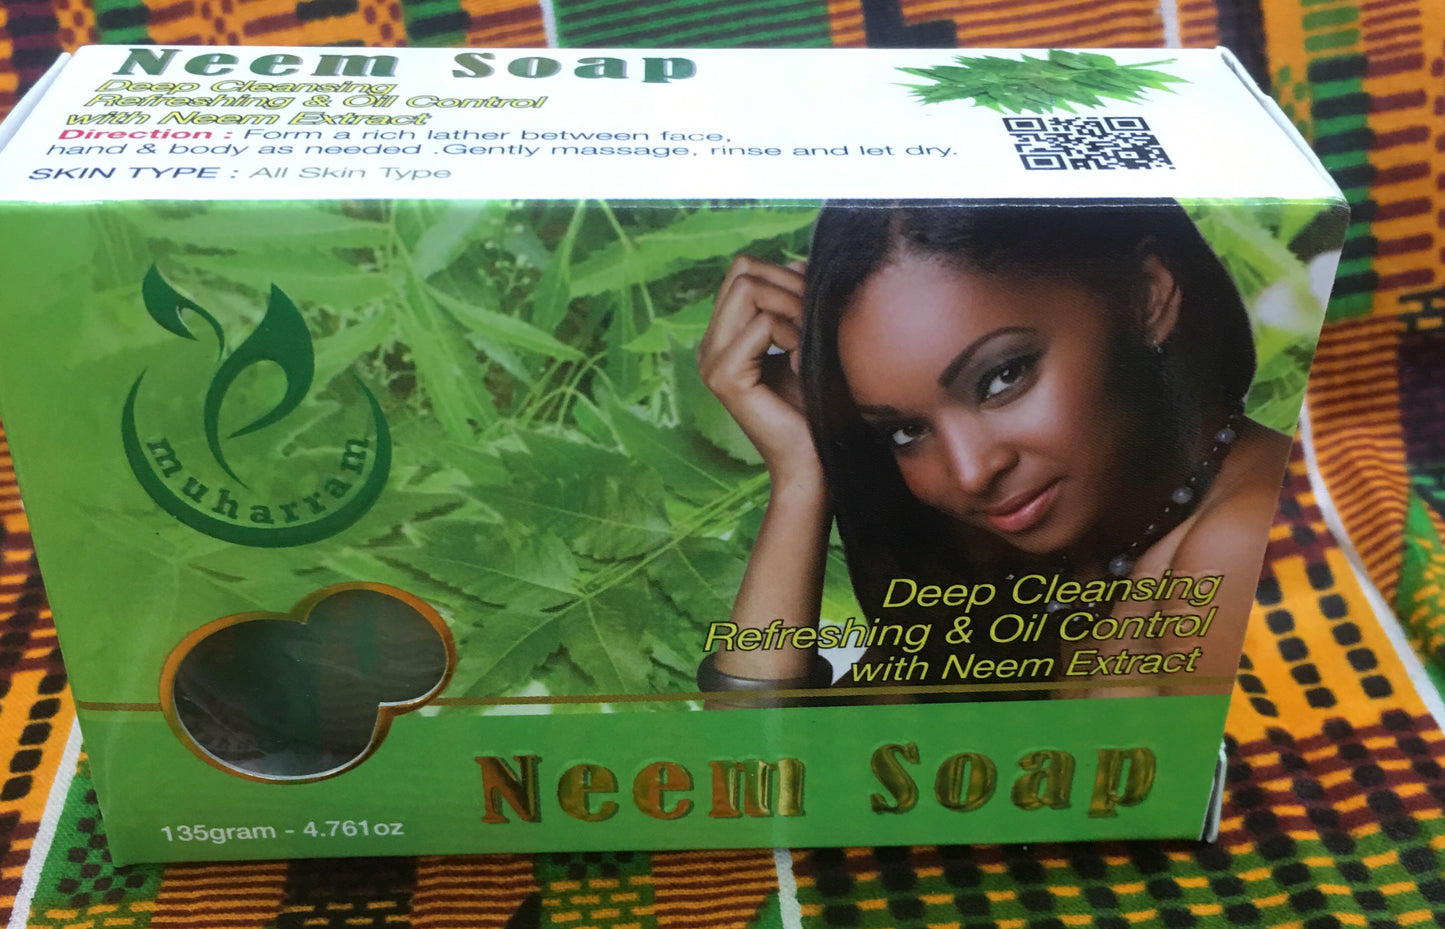 Neem Soap
Deep Cleansing
Refreshing & Oil Control
with Neem Extract
Direction : Form a rich lather between face,
hand & body as needed .Gently massage, rinse and let dry.
SKIN TYPE : All Skin Type
muharram
Deep Cleansing
Refreshing & Oil Control
with Neem Extract
Neem Soap
135gram - 4.761oz